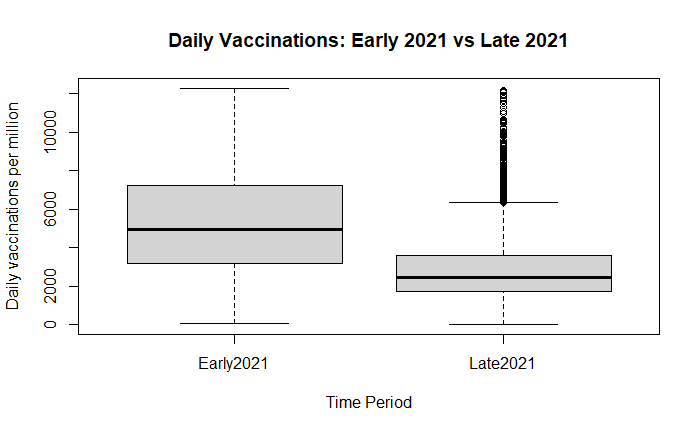 Daily Vaccinations: Early 2021 vs Late 2021
Daily vaccinations per million
10000
6000
2000
0
Early2021
Late2021
Time Period